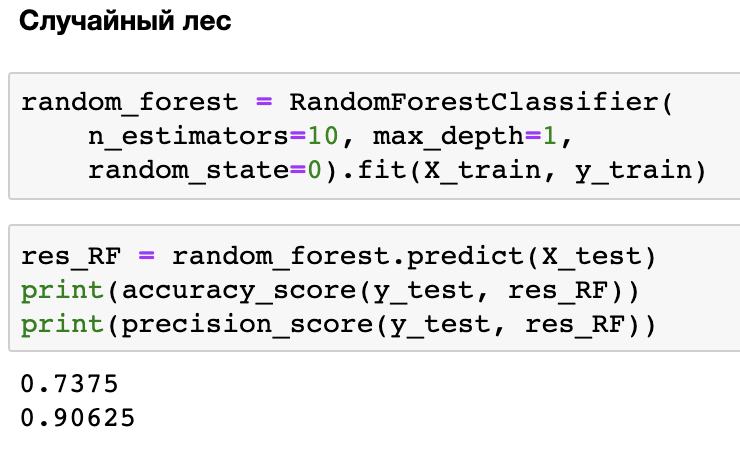 Случайный лес
random_forest = RandomForestClassifier(
    n_estimators=10, max_depth=1,
    random_state=0).fit(X_train, y_train)
res_RF = random_forest.predict(X_test)
print(accuracy_score(y_test, res_RF))
print(precision_score(y_test, res_RF))
0.7375
0.90625